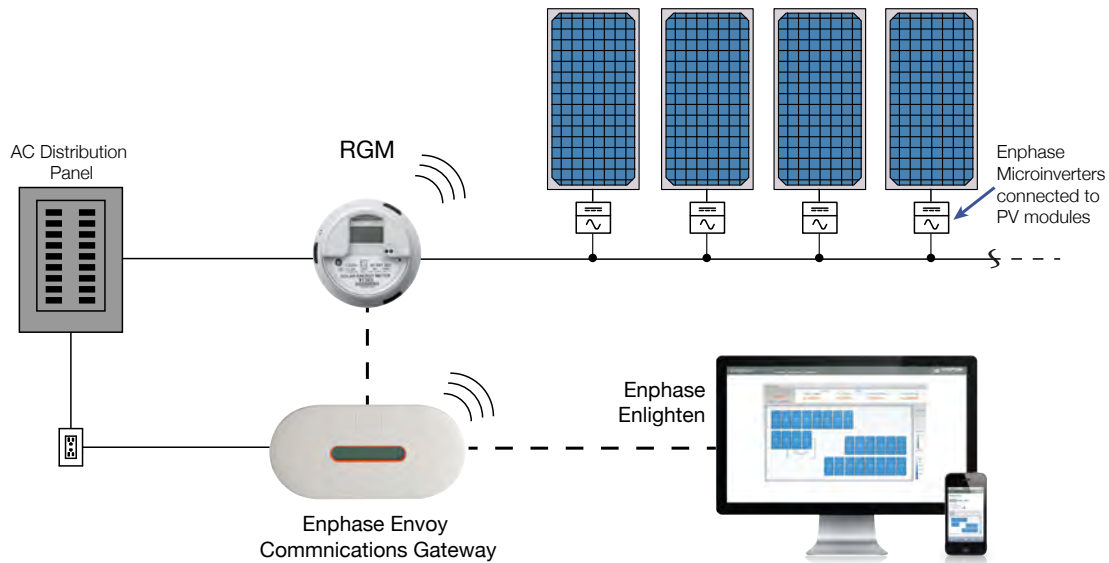 AC Distribution
Panel
RGM
Enphase
Microinverters
connected to
PV modules
Enphase
Enlighten
Enphase Envoy
Commnications Gateway